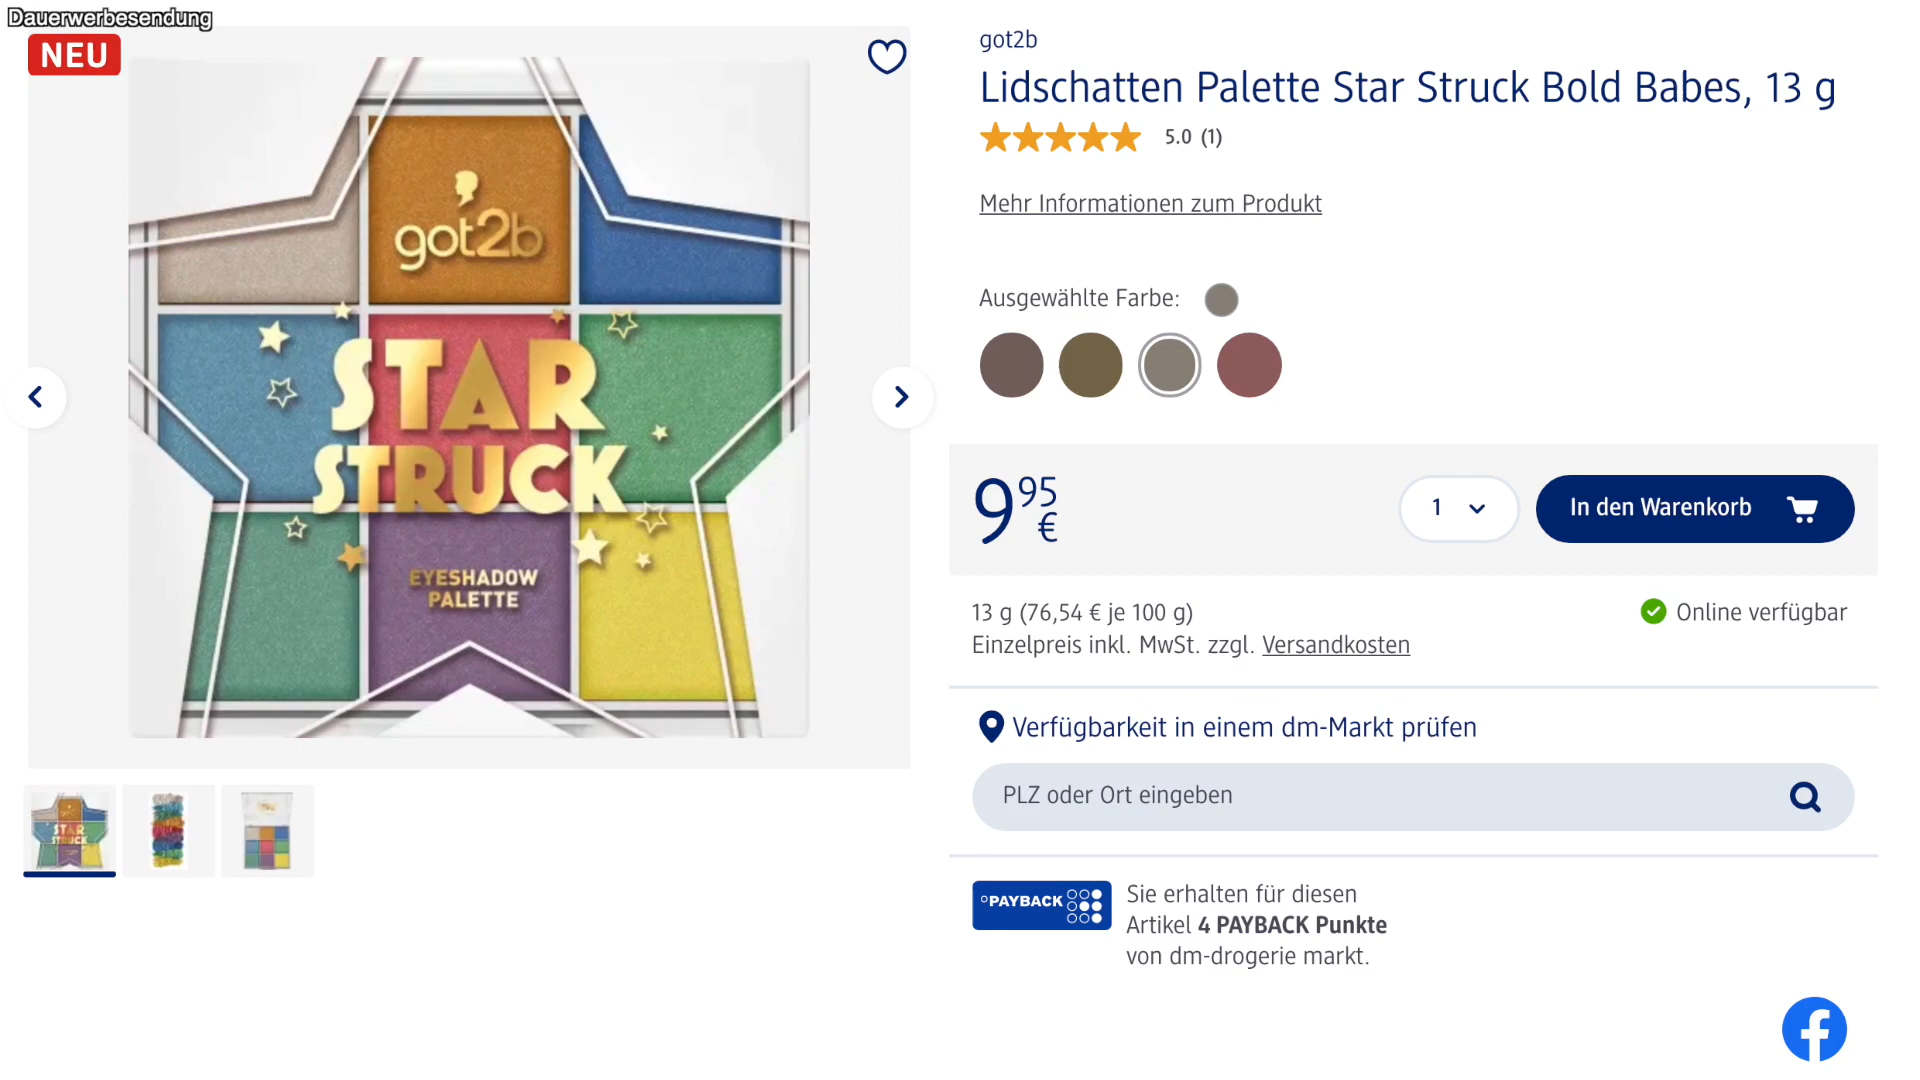 Dauerwerbesendung
NEU
got2b
STAR
STRUCK
EYESHADOW
PALETTE
got2b
Lidschatten Palette Star Struck Bold Babes, 13 g
5.0 (1)
Mehr Informationen zum Produkt
Ausgewählte Farbe:
9 95 €
1
In den Warenkorb
13 g (76,54 € je 100 g)
Online verfügbar
Einzelpreis inkl. MwSt. zzgl. Versandkosten
Verfügbarkeit in einem dm-Markt prüfen
PLZ oder Ort eingeben
°PAYBACK
Sie erhalten für diesen
Artikel 4 PAYBACK Punkte
von dm-drogerie markt.
got2b
STAR
STRUCK